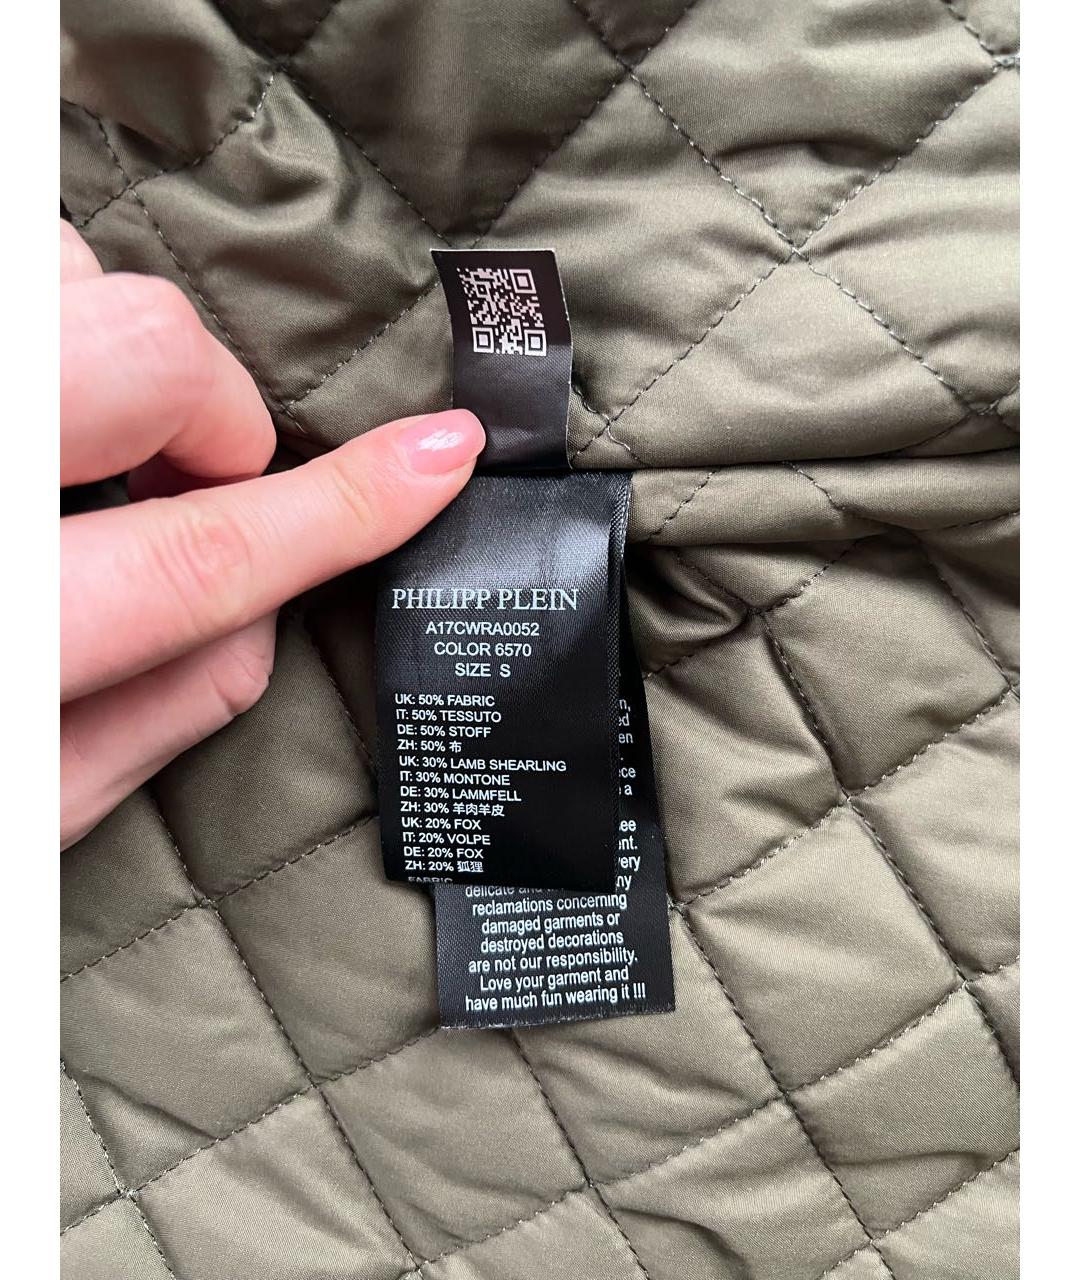 PHILIPP PLEIN
A17CWRA0052
COLOR 6570
SIZE S
UK: 50% FABRIC
IT: 50% TESSUTO
DE: 50% STOFF
ZH: 50% 布
UK: 30% LAMB SHEARLING
IT: 30% MONTONE
DE: 30% LAMMFELL
ZH: 30% 羊肉羊皮
UK: 20% FOX
IT: 20% VOLPE
DE: 20% FOX
ZH: 20% 狐狸
FABRIC
delicate and
reclamations concerning
damaged garments or
destroyed decorations
are not our responsibility.
Love your garment and
have much fun wearing it !!!